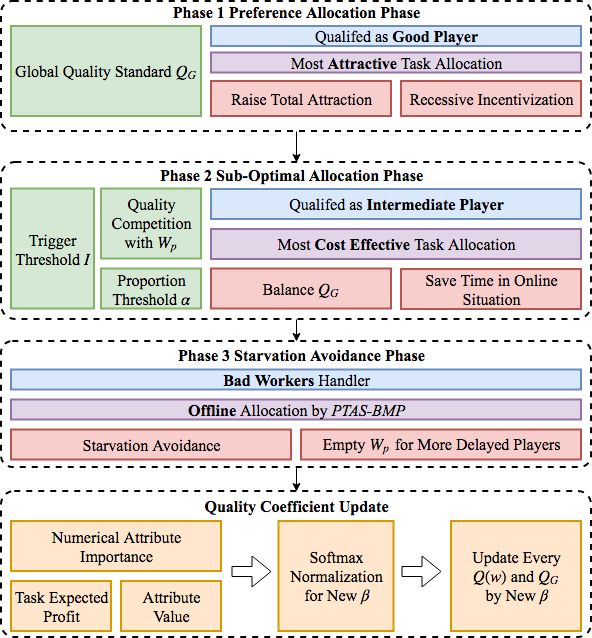 Phase 1 Preference Allocation Phase
Global Quality Standard Q_G
Qualifed as Good Player
Most Attractive Task Allocation
Raise Total Attraction
Recessive Incentivization
Phase 2 Sub-Optimal Allocation Phase
Trigger
Threshold I
Quality
Competition
with W_p
Proportion
Threshold α
Qualifed as Intermediate Player
Most Cost Effective Task Allocation
Balance Q_G
Save Time in Online
Situation
Phase 3 Starvation Avoidance Phase
Bad Workers Handler
Offline Allocation by PTAS-BMP
Starvation Avoidance
Empty W_p for More Delayed Players
Quality Coefficient Update
Numerical Attribute
Importance
Task Expected
Profit
Attribute
Value
Softmax
Normalization
for New β
Update Every
Q(w) and Q_G
by New β